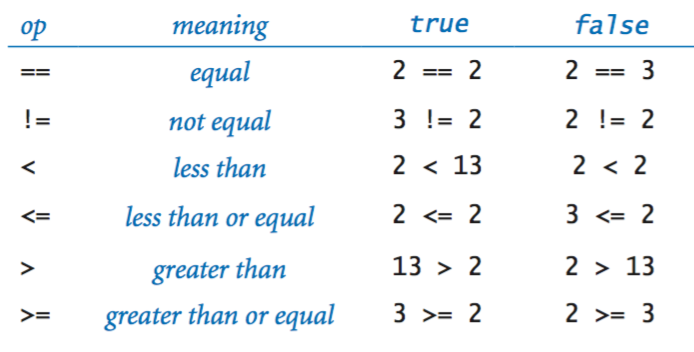 op meaning true false
== equal 2 == 2 2 == 3
!= not equal 3 != 2 2 != 2
< less than 2 < 13 2 < 2
<= less than or equal 2 <= 2 3 <= 2
> greater than 13 > 2 2 > 13
>= greater than or equal 3 >= 2 2 >= 3